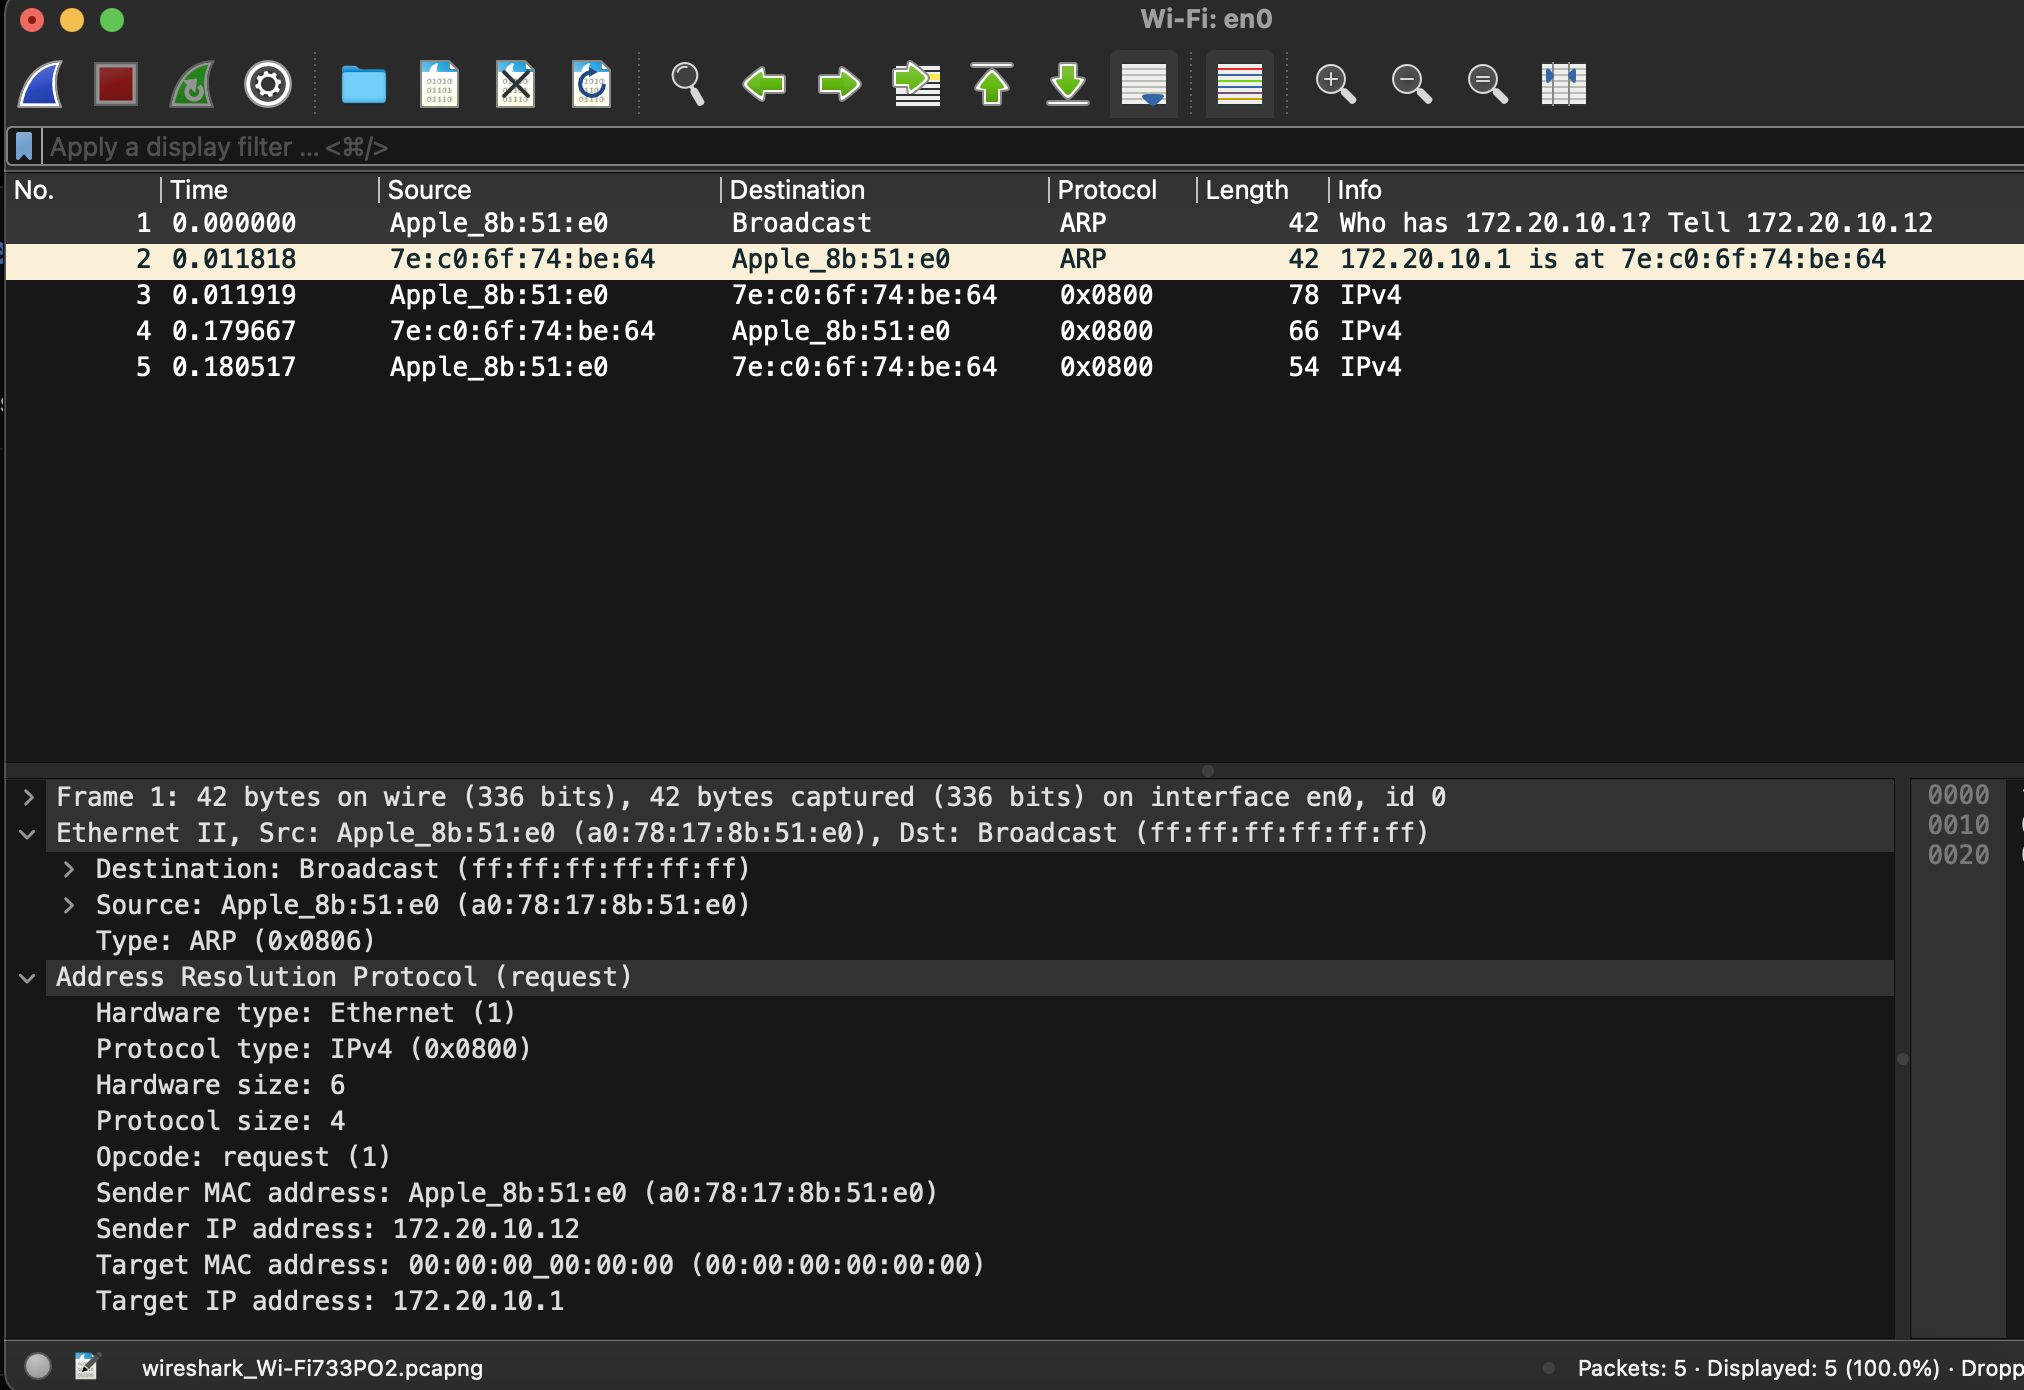 Wi-Fi: en0
Apply a display filter ... <⌘/>
No. Time Source Destination Protocol Length Info
1 0.000000 Apple_8b:51:e0 Broadcast ARP 42 Who has 172.20.10.1? Tell 172.20.10.12
2 0.011818 7e:c0:6f:74:be:64 Apple_8b:51:e0 ARP 42 172.20.10.1 is at 7e:c0:6f:74:be:64
3 0.011919 Apple_8b:51:e0 7e:c0:6f:74:be:64 0x0800 78 IPv4
4 0.179667 7e:c0:6f:74:be:64 Apple_8b:51:e0 0x0800 66 IPv4
5 0.180517 Apple_8b:51:e0 7e:c0:6f:74:be:64 0x0800 54 IPv4
Frame 1: 42 bytes on wire (336 bits), 42 bytes captured (336 bits) on interface en0, id 0
Ethernet II, Src: Apple_8b:51:e0 (a0:78:17:8b:51:e0), Dst: Broadcast (ff:ff:ff:ff:ff:ff)
Destination: Broadcast (ff:ff:ff:ff:ff:ff)
Source: Apple_8b:51:e0 (a0:78:17:8b:51:e0)
Type: ARP (0x0806)
Address Resolution Protocol (request)
Hardware type: Ethernet (1)
Protocol type: IPv4 (0x0800)
Hardware size: 6
Protocol size: 4
Opcode: request (1)
Sender MAC address: Apple_8b:51:e0 (a0:78:17:8b:51:e0)
Sender IP address: 172.20.10.12
Target MAC address: 00:00:00_00:00:00 (00:00:00:00:00:00)
Target IP address: 172.20.10.1
0000
0010
0020
wireshark_Wi-Fi733PO2.pcapng
Packets: 5 · Displayed: 5 (100.0%) · Dropp